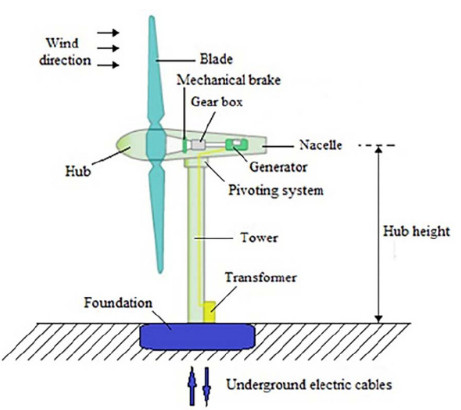 Wind
direction
Blade
Mechanical brake
Gear box
Nacelle
Hub
Generator
Pivoting system
Hub height
Tower
Transformer
Foundation
Underground electric cables